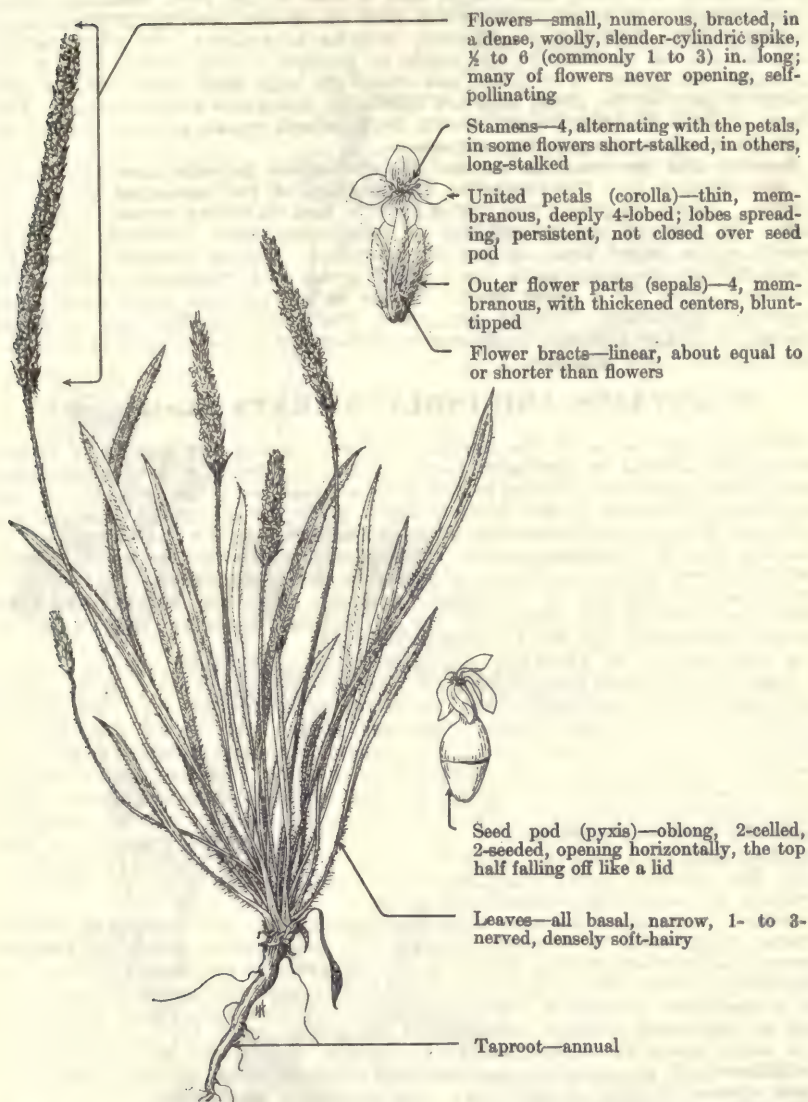 Flowers—small, numerous, bracted, in
a dense, woolly, slender-cylindric spike,
½ to 6 (commonly 1 to 3) in. long;
many of flowers never opening, self-
pollinating
Stamens—4, alternating with the petals,
in some flowers short-stalked, in others,
long-stalked
United petals (corolla)—thin, mem-
branous, deeply 4-lobed; lobes spread-
ing, persistent, not closed over seed
pod
Outer flower parts (sepals)—4, mem-
branous, with thickened centers, blunt-
tipped
Flower bracts—linear, about equal to
or shorter than flowers
Seed pod (pyxis)—oblong, 2-celled,
2-seeded, opening horizontally, the top
half falling off like a lid
Leaves—all basal, narrow, 1- to 3-
nerved, densely soft-hairy
Taproot—annual